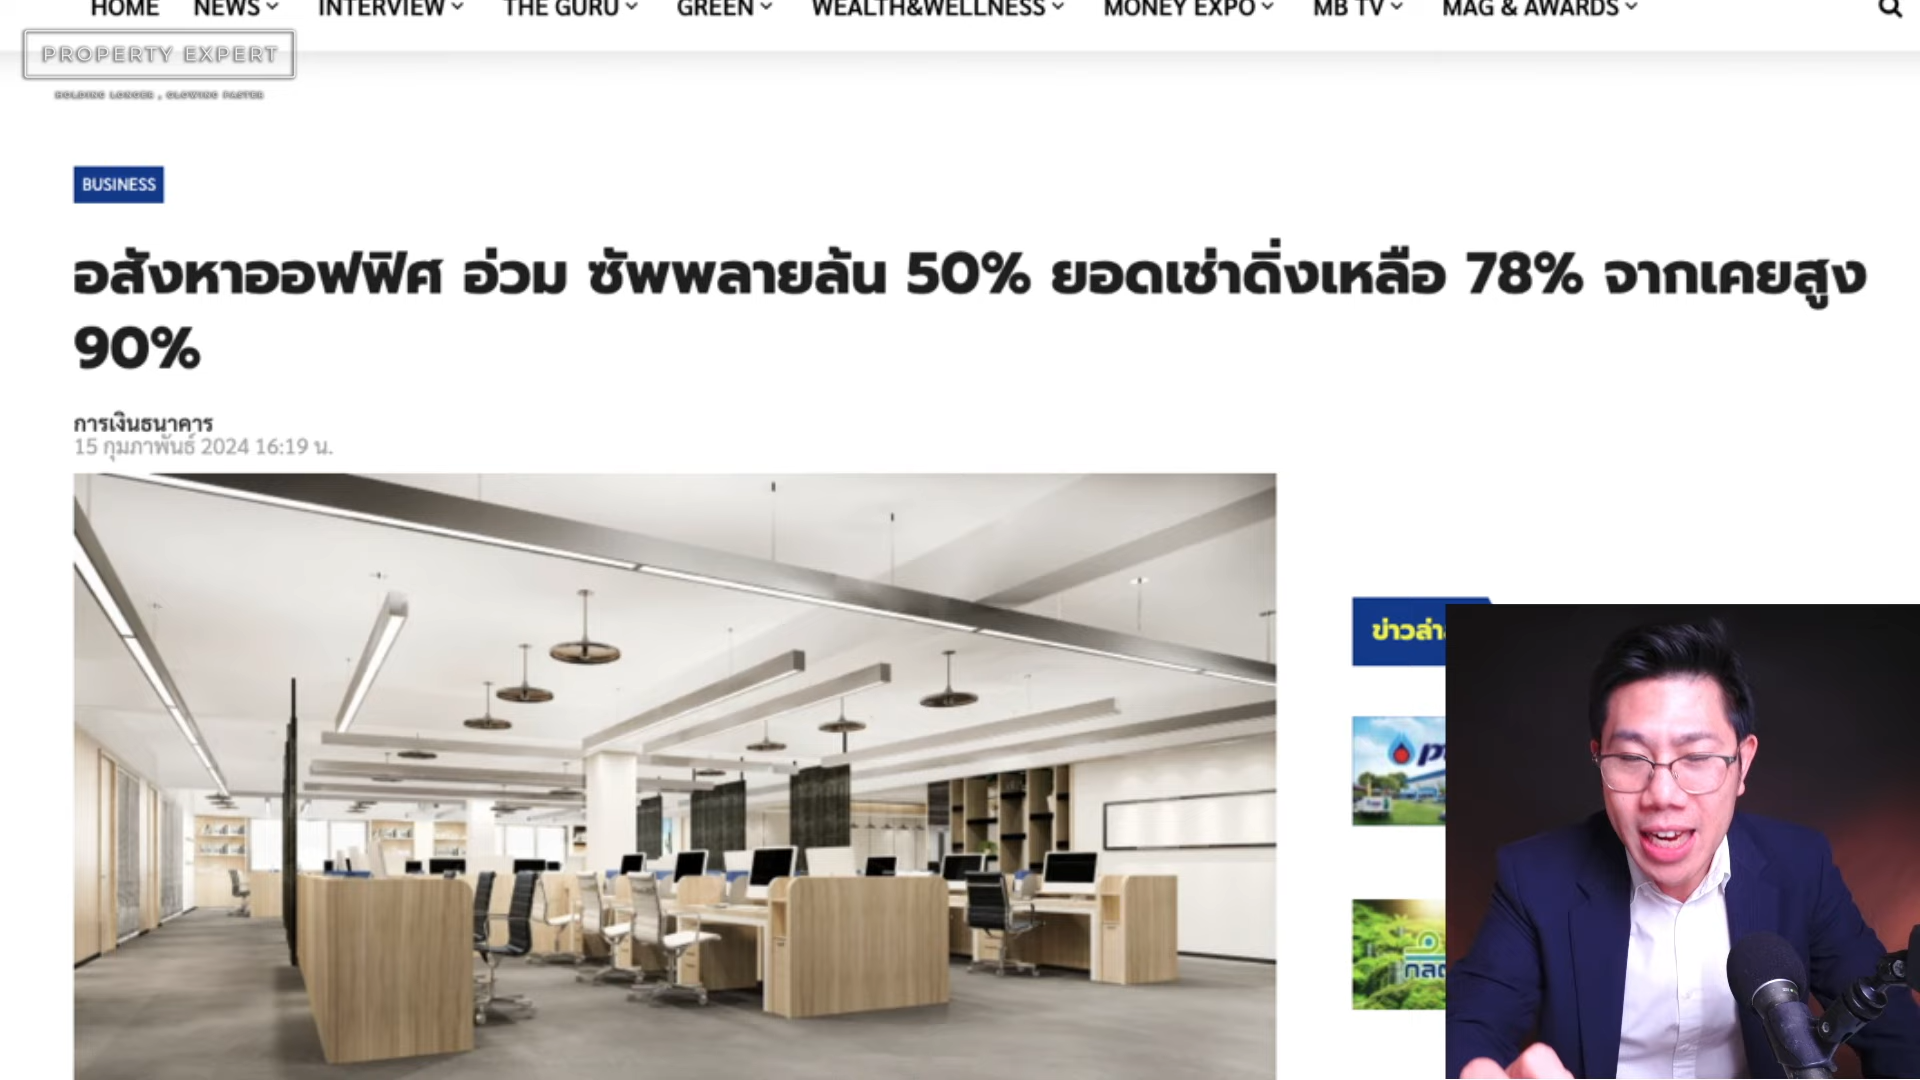 HOME NEWS INTERVIEW THE GURU GREEN WEALTH&WELLNESS MONEY EXPO MB TV MAG & AWARDS
PROPERTY EXPERT
HOLDING LONGER , GLOWING FASTER
BUSINESS
อสังหาออฟฟิศ อ่วม ซัพพลายล้น 50% ยอดเช่าดิ่งเหลือ 78% จากเคยสูง
90%
การเงินธนาคาร
15 กุมภาพันธ์ 2024 16:19 น.